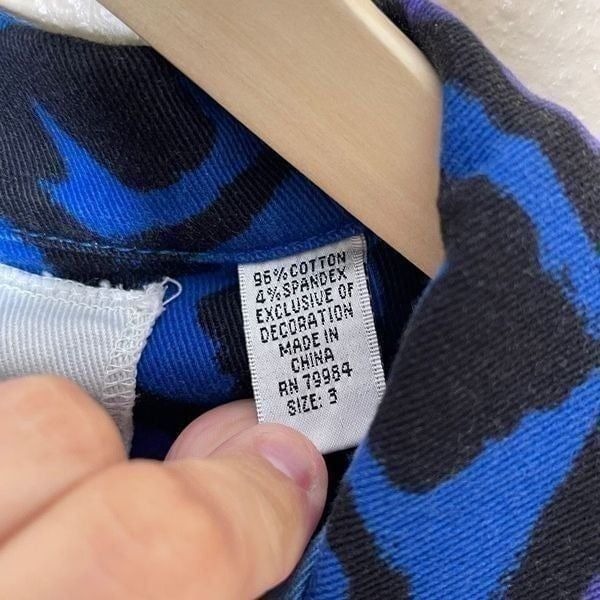 96%COTTON
4%SPANDEX
EXCLUSIVE OF
DECORATION
MADE IN
CHINA
RN 79984
SIZE: 3